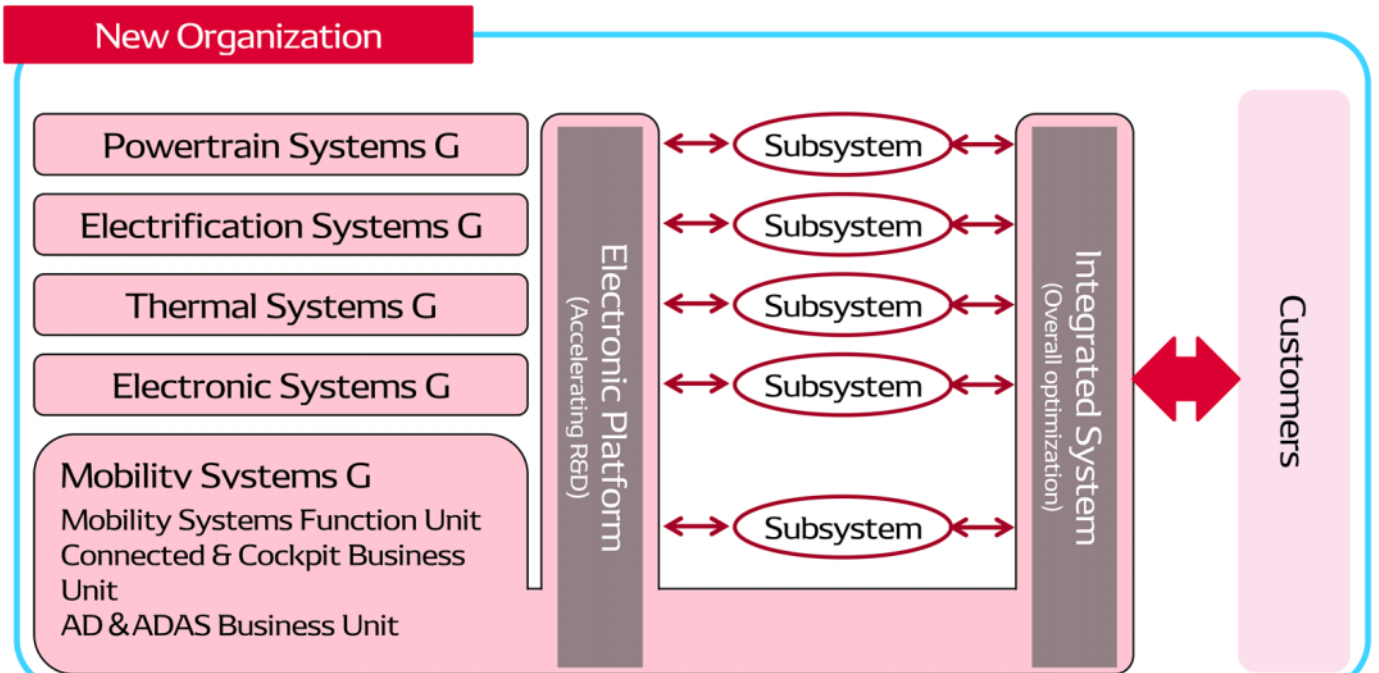 New Organization
Powertrain Systems G
Electrification Systems G
Thermal Systems G
Electronic Systems G
Mobility Systems G
Mobility Systems Function Unit
Connected & Cockpit Business
Unit
AD & ADAS Business Unit
Electronic Platform
(Accelerating R&D)
Subsystem
Subsystem
Subsystem
Subsystem
Subsystem
Integrated System
(Overall optimization)
Customers